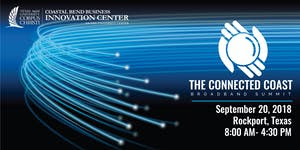 TEXAS A&M
UNIVERSITY
CORPUS
CHRISTI
COASTAL BEND BUSINESS
INNOVATION CENTER
THE CONNECTED COAST
BROADBAND SUMMIT
September 20, 2018
Rockport, Texas
8:00 AM- 4:30 PM